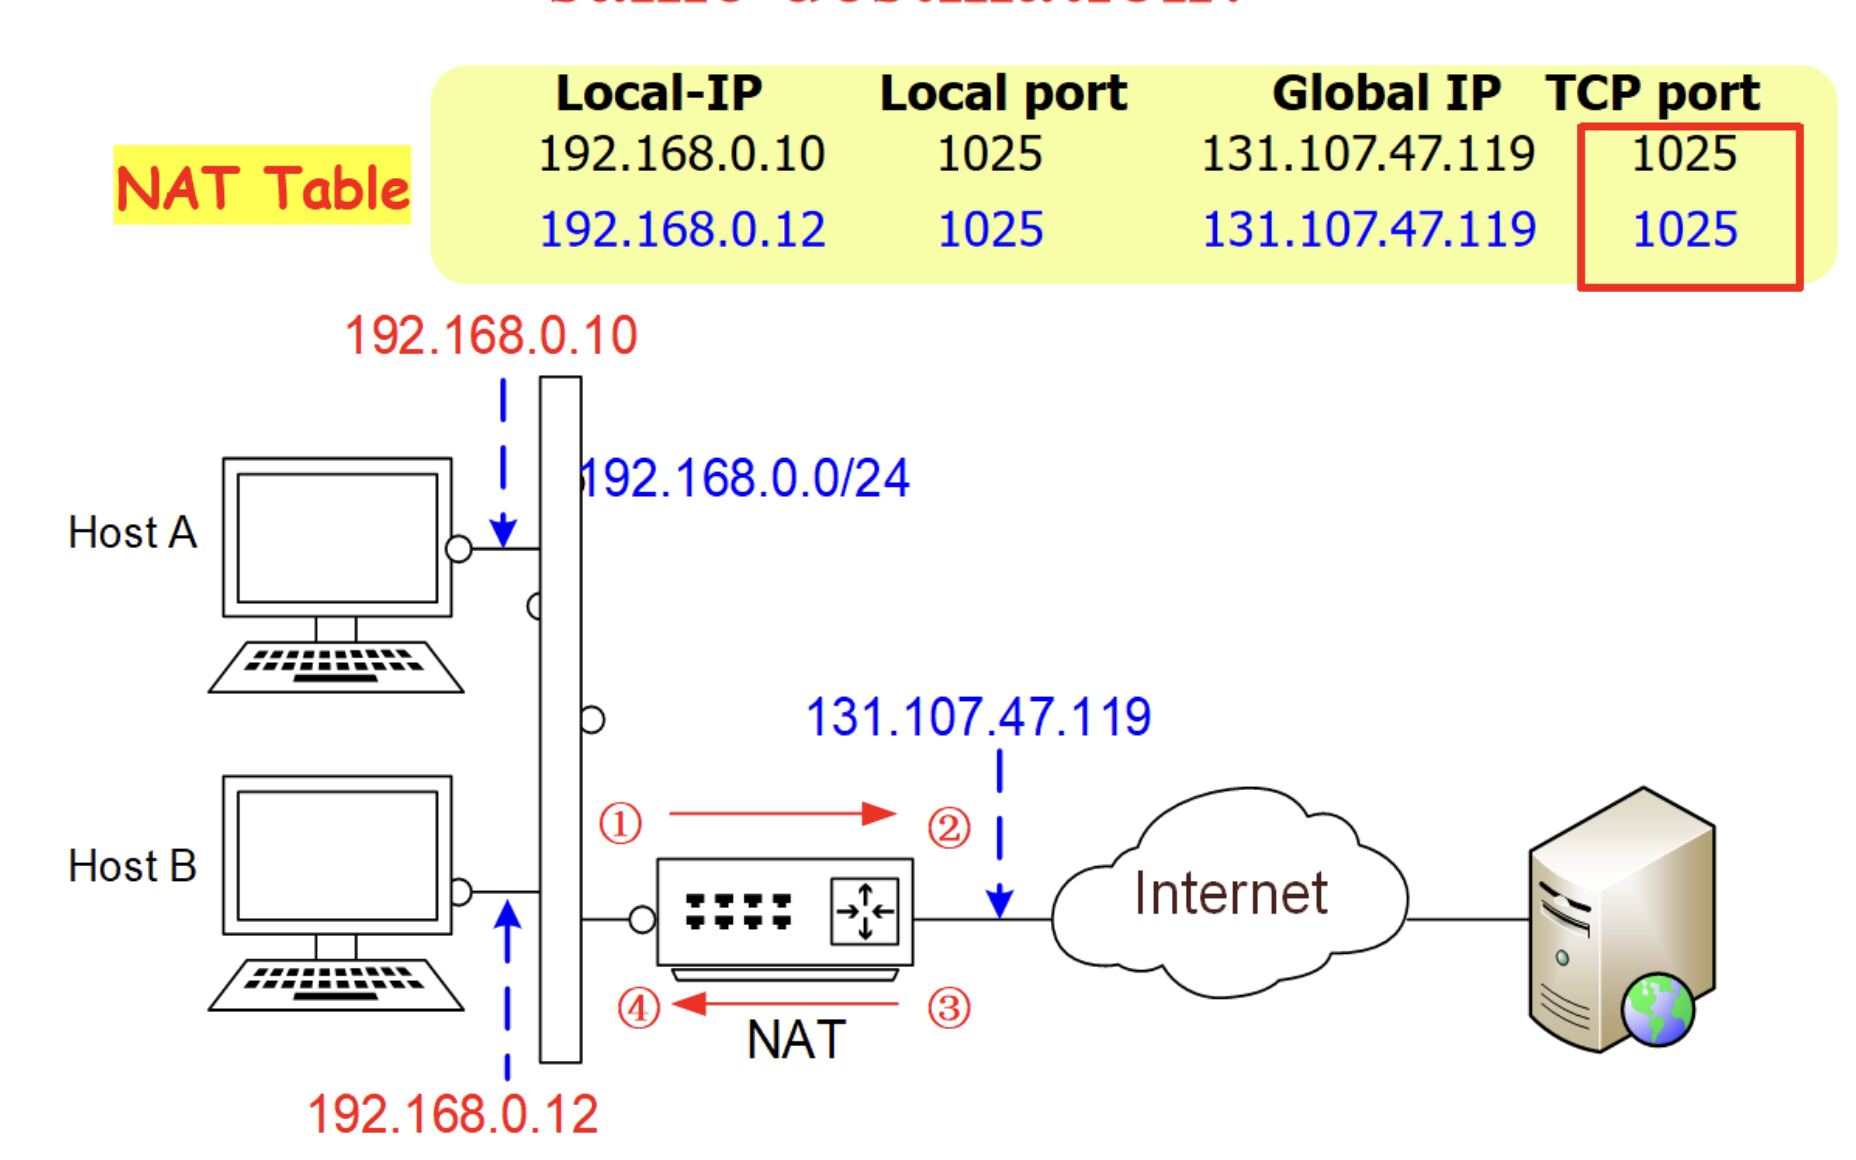 same destination?
Local-IP Local port Global IP TCP port
192.168.0.10 1025 131.107.47.119 1025
NAT Table
192.168.0.12 1025 131.107.47.119 1025
192.168.0.10
192.168.0.0/24
Host A
131.107.47.119
① ②
Host B
Internet
④ ③
NAT
192.168.0.12